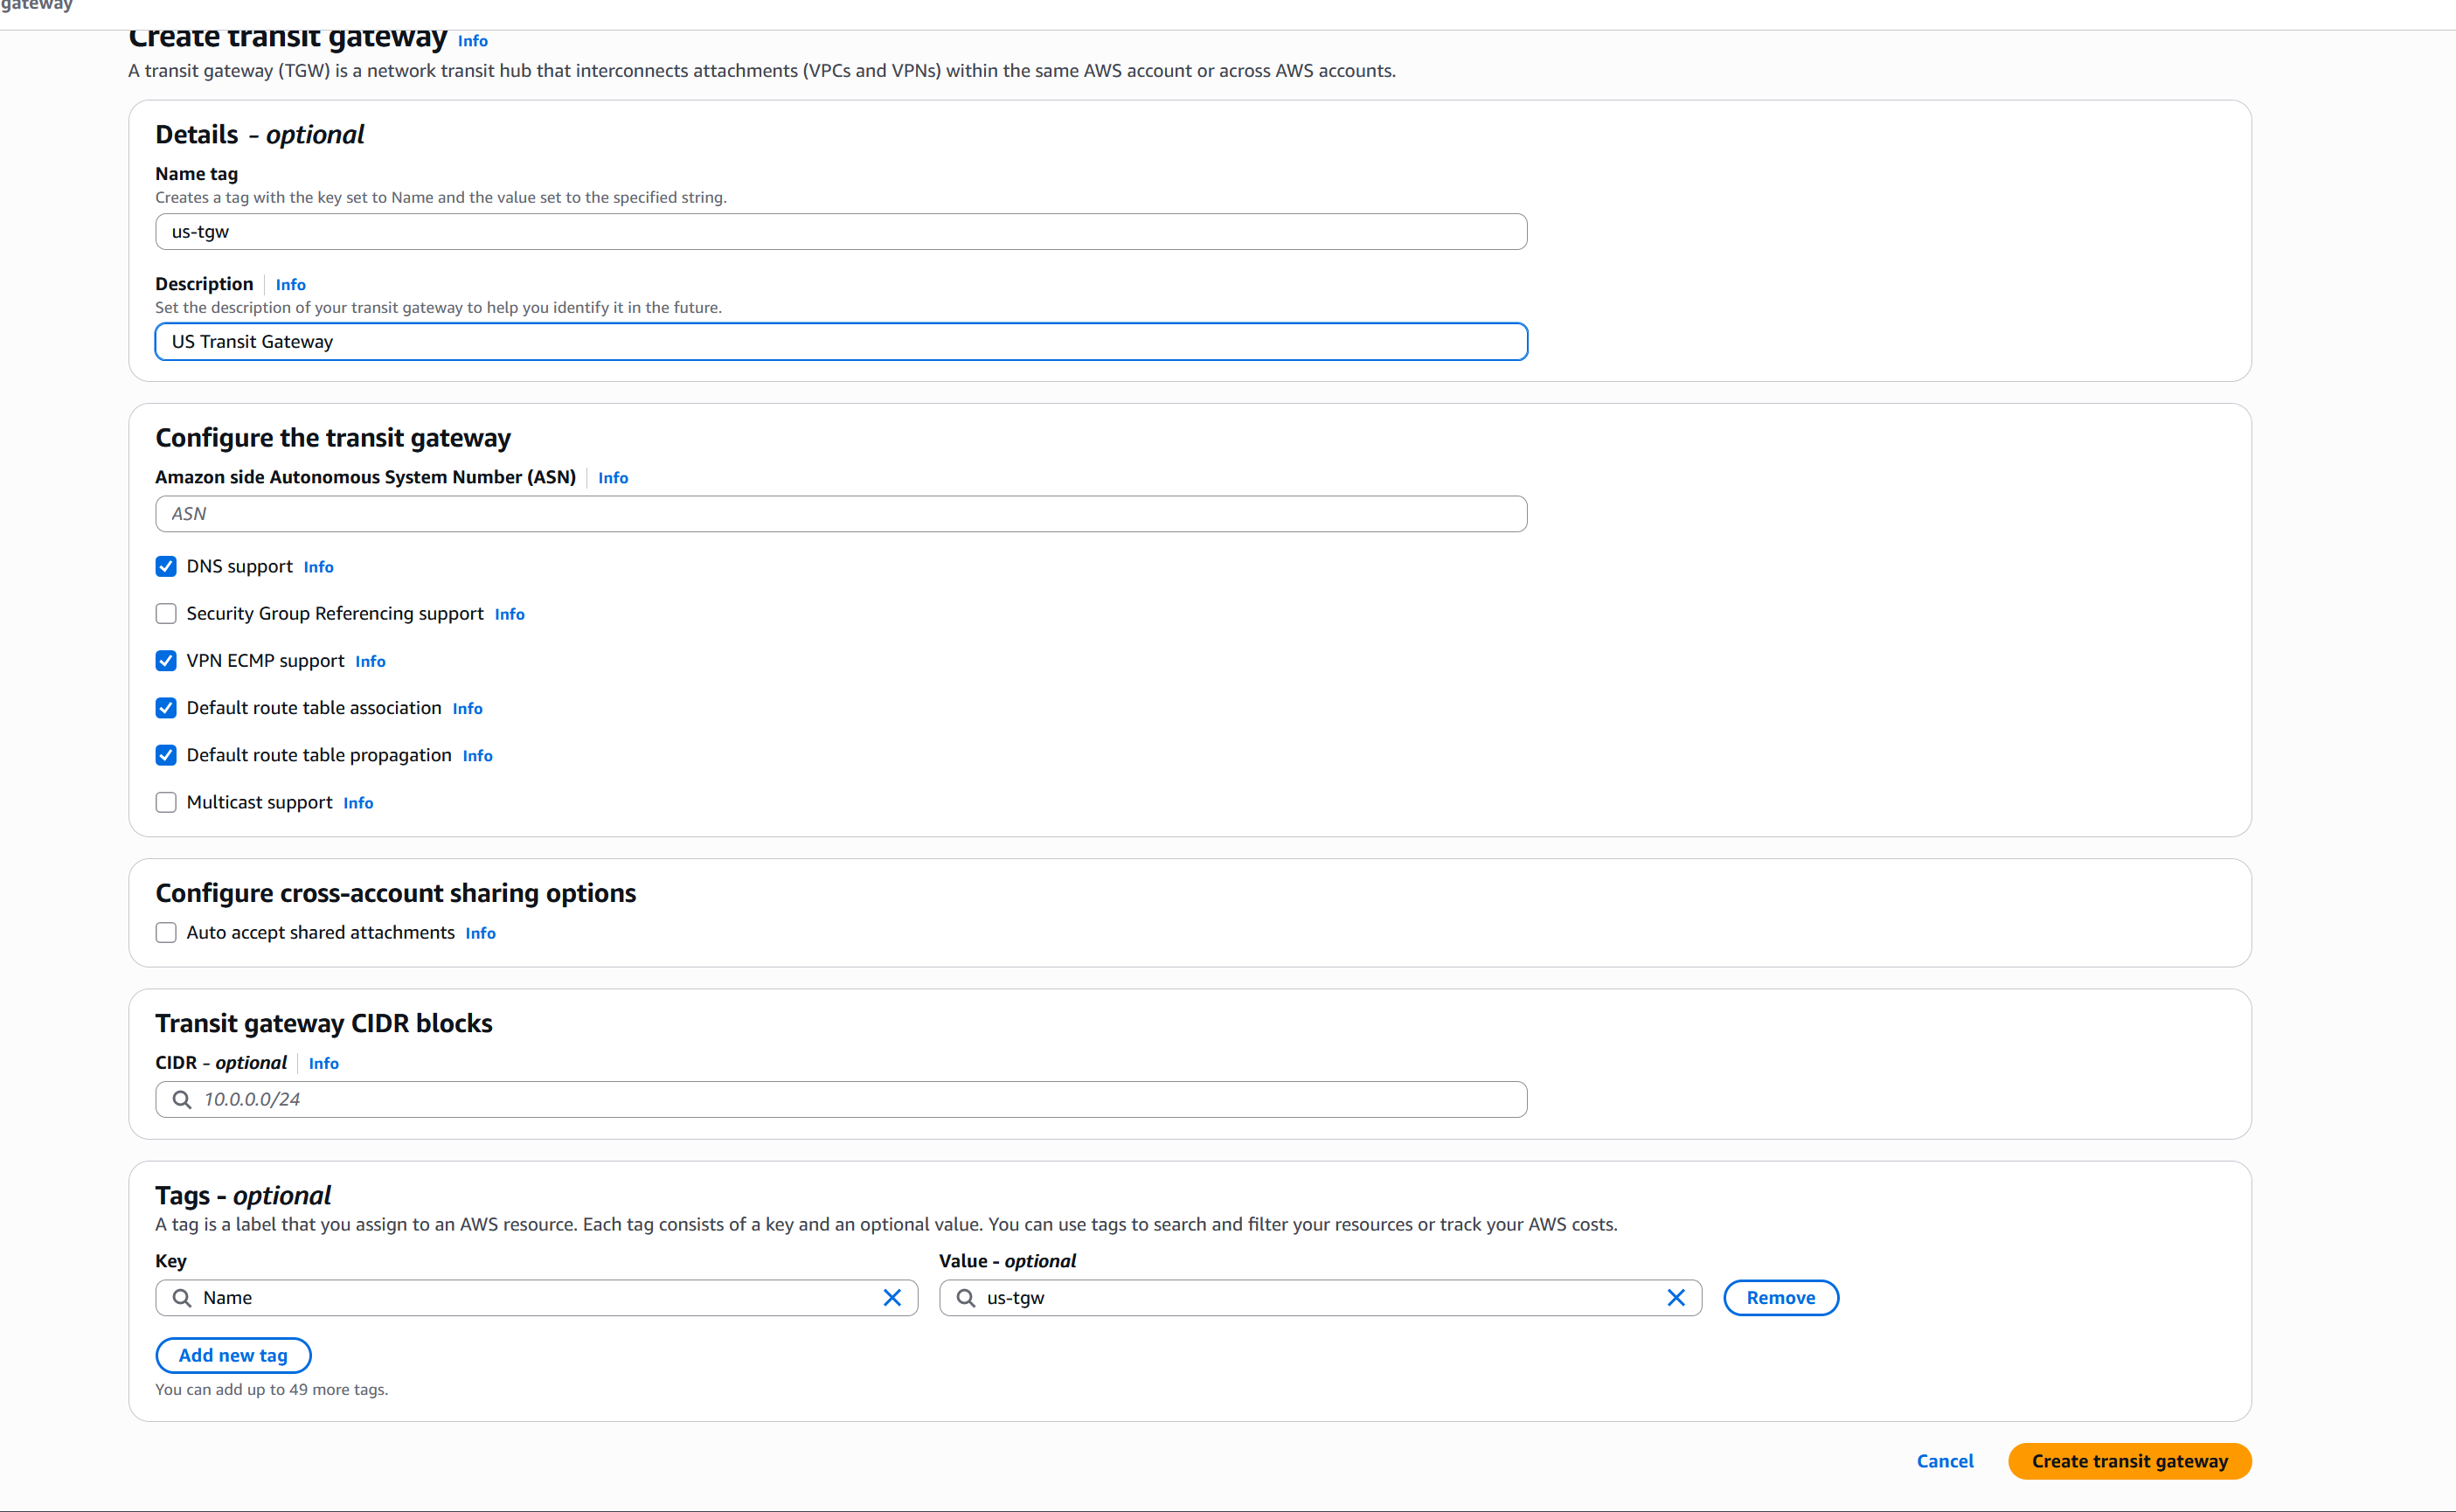 gateway
Create transit gateway Info
A transit gateway (TGW) is a network transit hub that interconnects attachments (VPCs and VPNs) within the same AWS account or across AWS accounts.
Details - optional
Name tag
Creates a tag with the key set to Name and the value set to the specified string.
us-tgw
Description Info
Set the description of your transit gateway to help you identify it in the future.
US Transit Gateway
Configure the transit gateway
Amazon side Autonomous System Number (ASN) Info
ASN
DNS support Info
Security Group Referencing support Info
VPN ECMP support Info
Default route table association Info
Default route table propagation Info
Multicast support Info
Configure cross-account sharing options
Auto accept shared attachments Info
Transit gateway CIDR blocks
CIDR - optional Info
10.0.0.0/24
Tags - optional
A tag is a label that you assign to an AWS resource. Each tag consists of a key and an optional value. You can use tags to search and filter your resources or track your AWS costs.
Key Value - optional
Name us-tgw Remove
Add new tag
You can add up to 49 more tags.
Cancel Create transit gateway